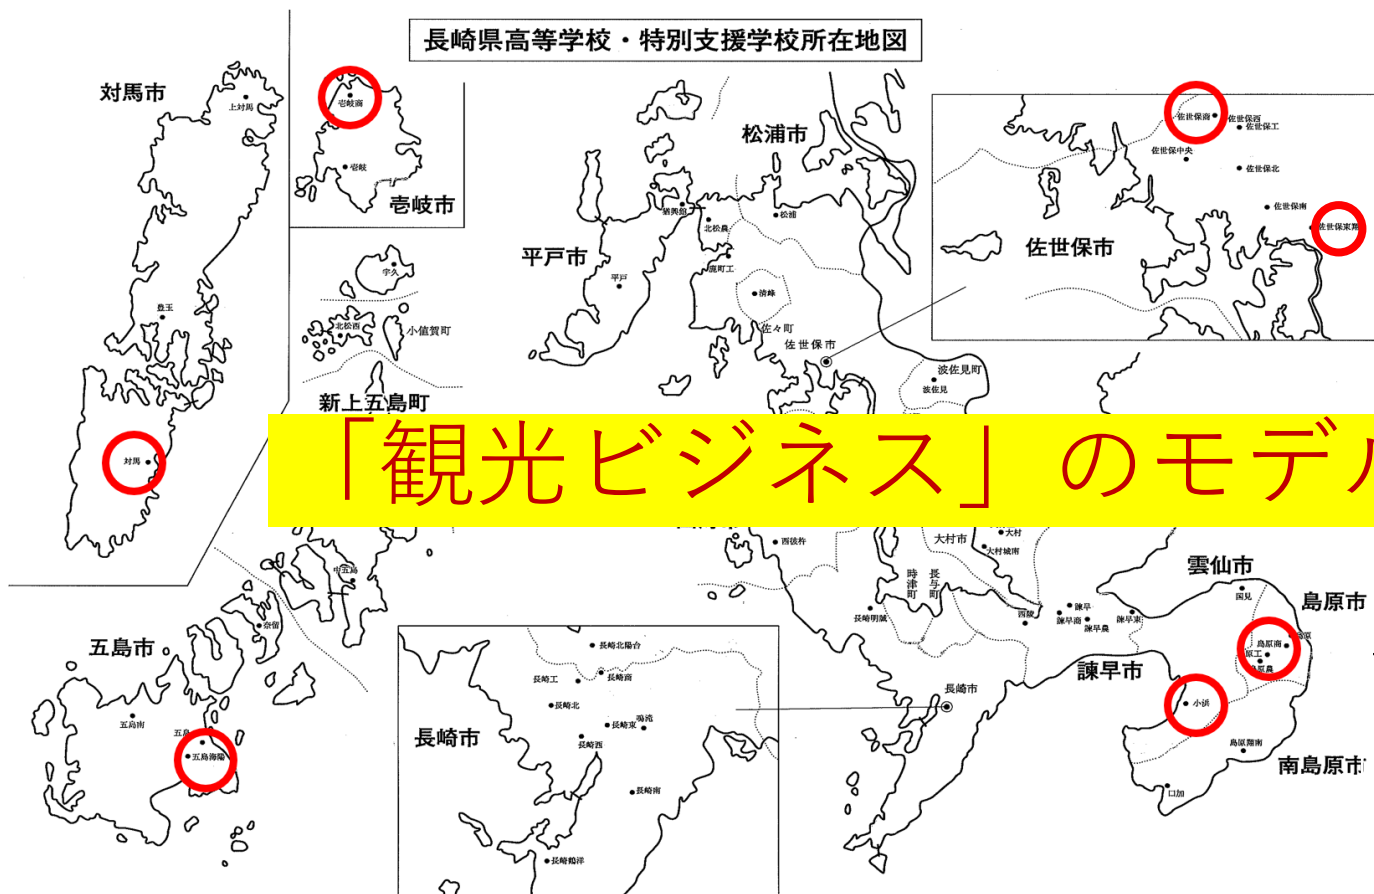 長崎県高等学校・特別支援学校所在地図
対馬市
上対馬
豊玉
対馬
壱岐商
壱岐
壱岐市
宇久
北松西
小値賀町
新上五島町
松浦市
猶興館
北松農
松浦
平戸市
平戸
鹿町工
清峰
佐々町
佐世保市
波佐見町
波佐見
佐世保商
佐世保西
佐世保工
佐世保中央
佐世保北
佐世保南
佐世保東翔
佐世保市
「観光ビジネス」のモデル
西彼杵
大村市
大村
大村城南
時津町
長与町
長崎明誠
西陵
諫早
諫早商
諫早農
諫早東
諫早市
雲仙市
国見
島原市
島原商
島原農
小浜
島原翔南
南島原市
口加
中五島
奈留
五島市
五島南
五島海陽
長崎北陽台
長崎工
長崎商
長崎北
長崎東
鳴滝
長崎西
長崎南
長崎鶴洋
長崎市
長崎市